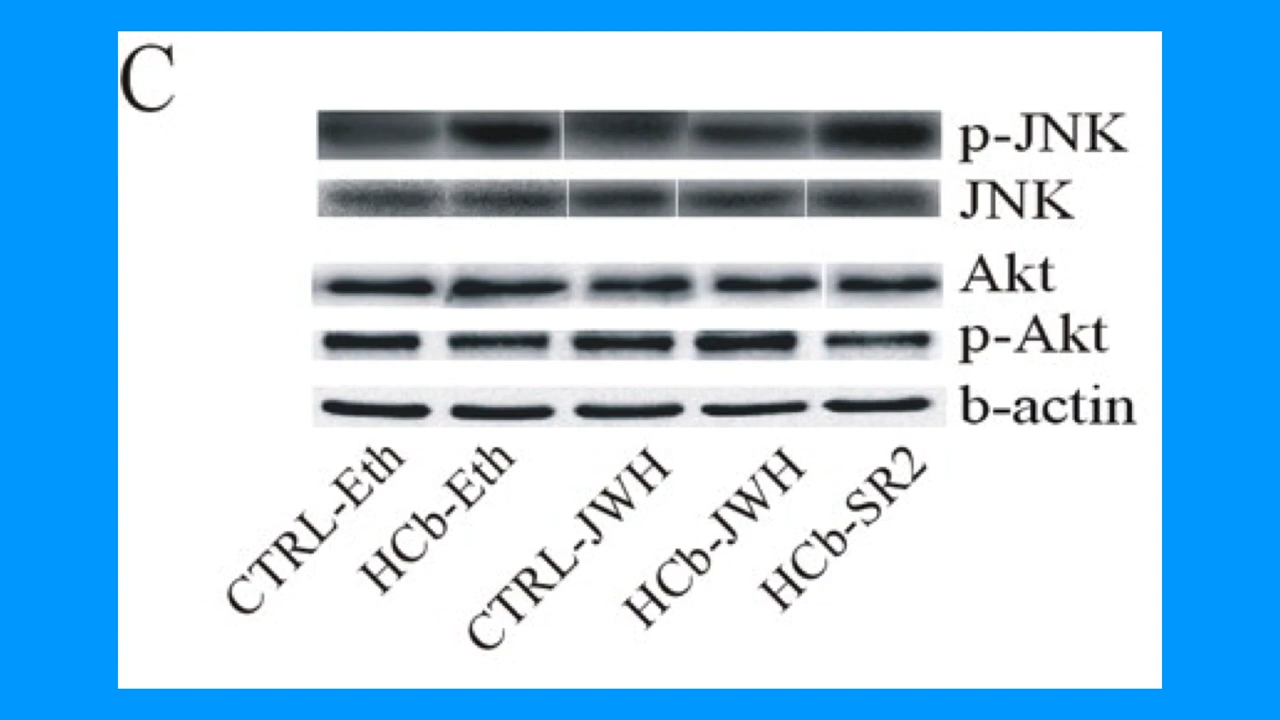 C
p-JNK
JNK
Akt
p-Akt
b-actin
CTRL-Eth
HCb-Eth
CTRL-JWH
HCb-JWH
HCb-SR2